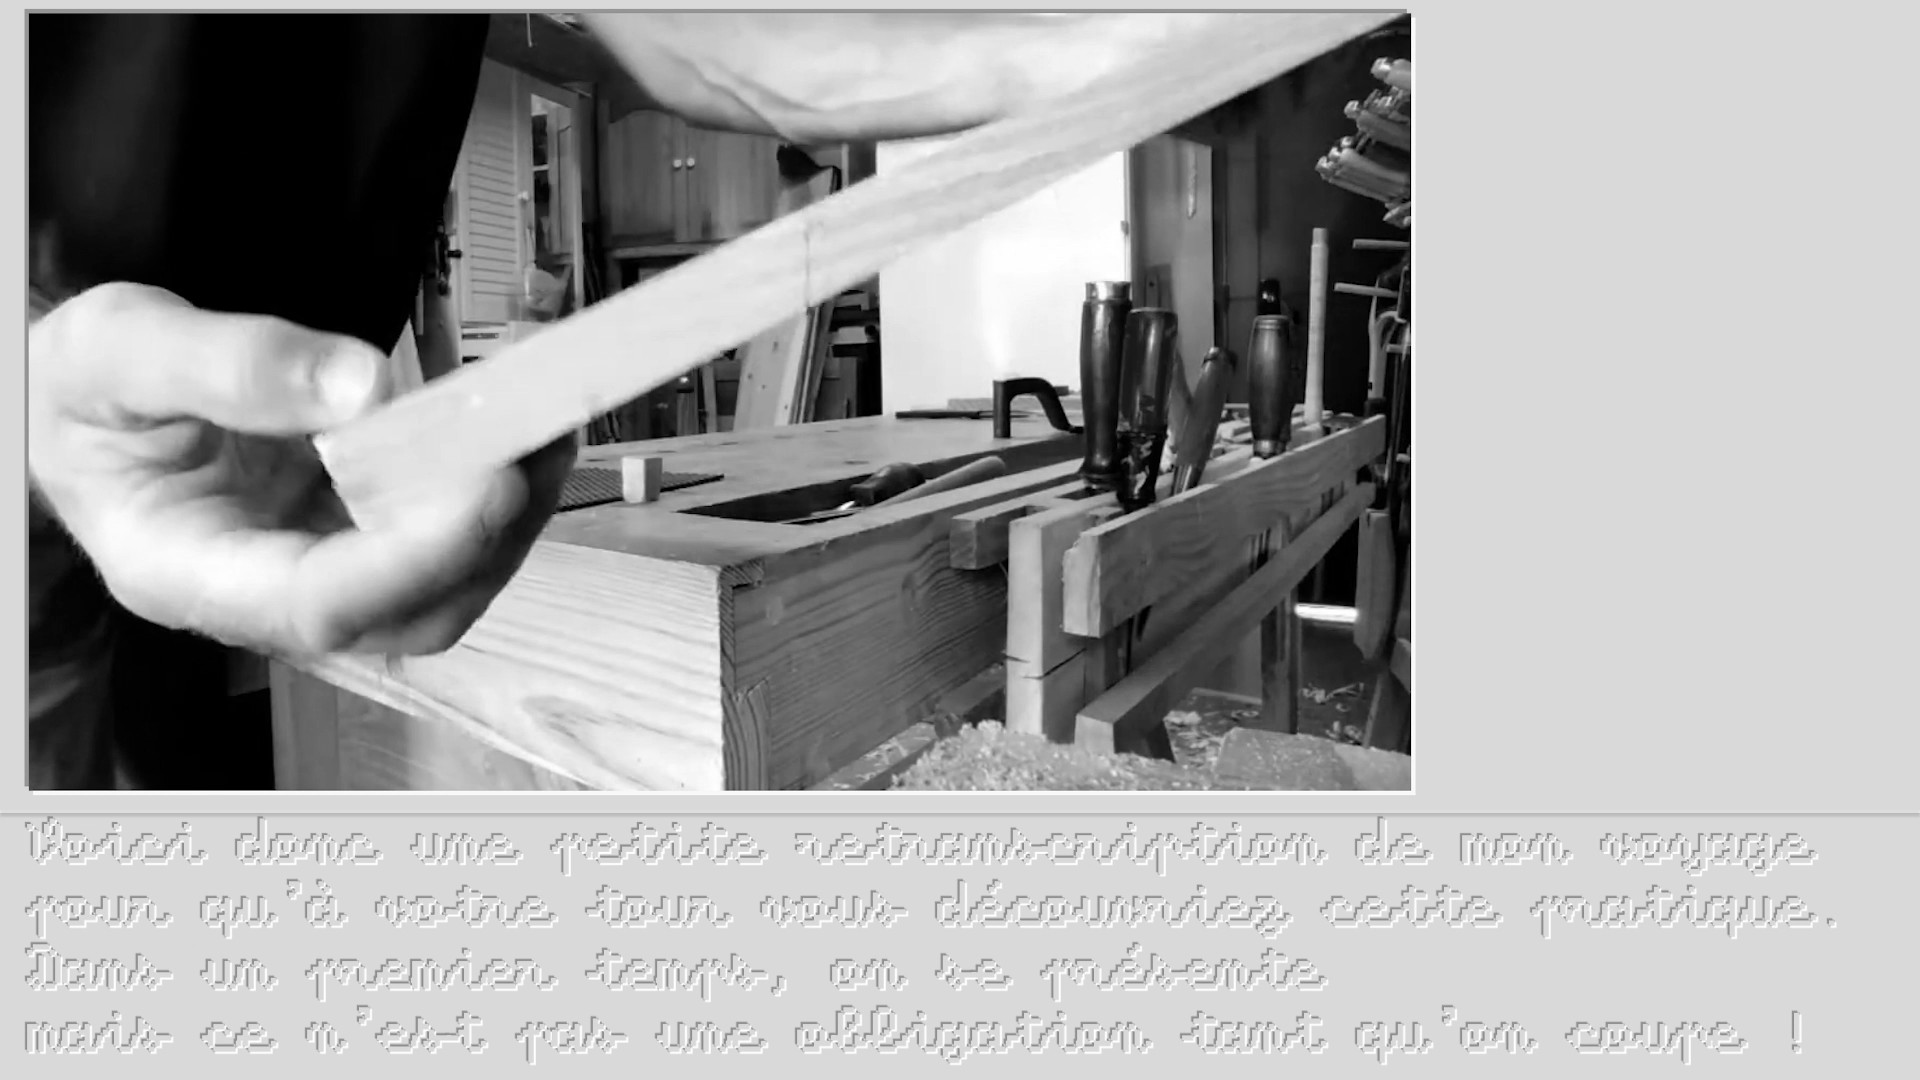 Voici donc une petite retranscription de mon voyage
pour qu'à votre tour vous découvriez cette pratique.
Dans un premier temps, on se présente
mais ce n'est pas une obligation tant qu'on coupe !